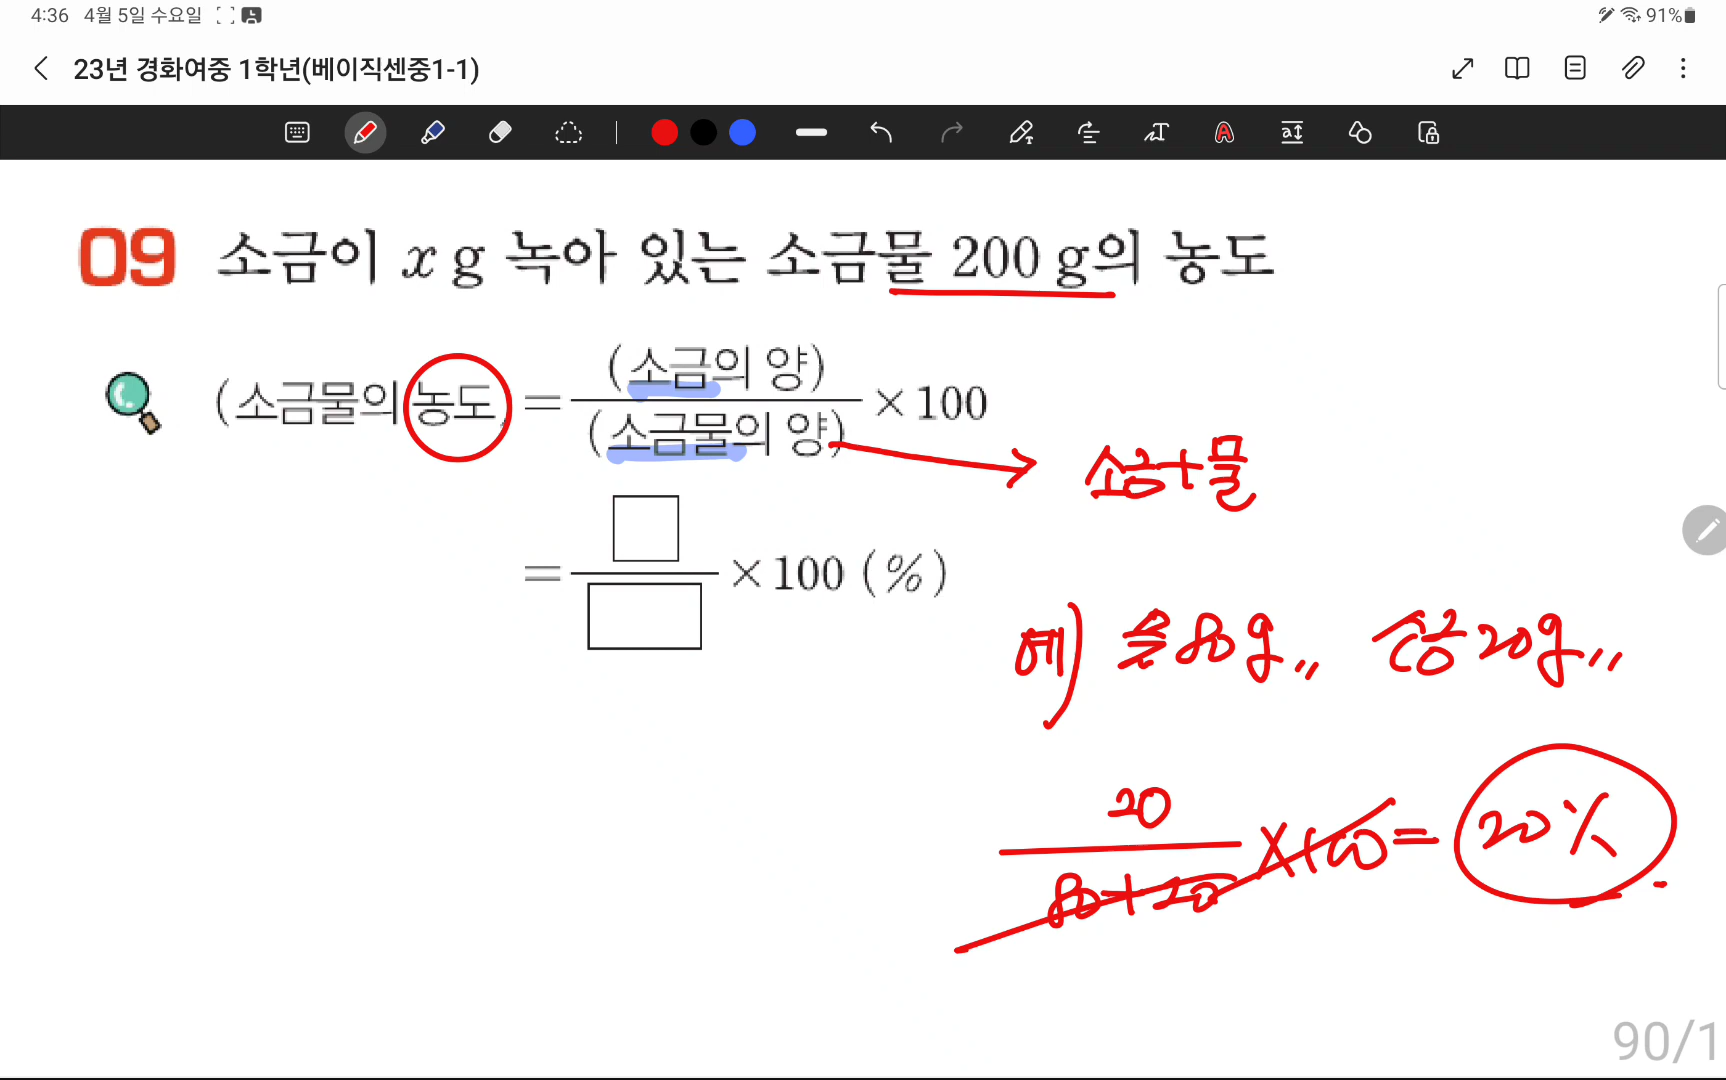 4:36 4월 5일 수요일 91%
23년 경화여중 1학년(베이직센중1-1)
09 소금이 x g 녹아 있는 소금물 200 g의 농도
(소금물의 농도) = (소금의 양) / (소금물의 양) × 100
소금+물
= □ / □ × 100 (%)
예) 물 80g,, 소금 20g,,
20 / 80+20 ×100 = 20%
90/1